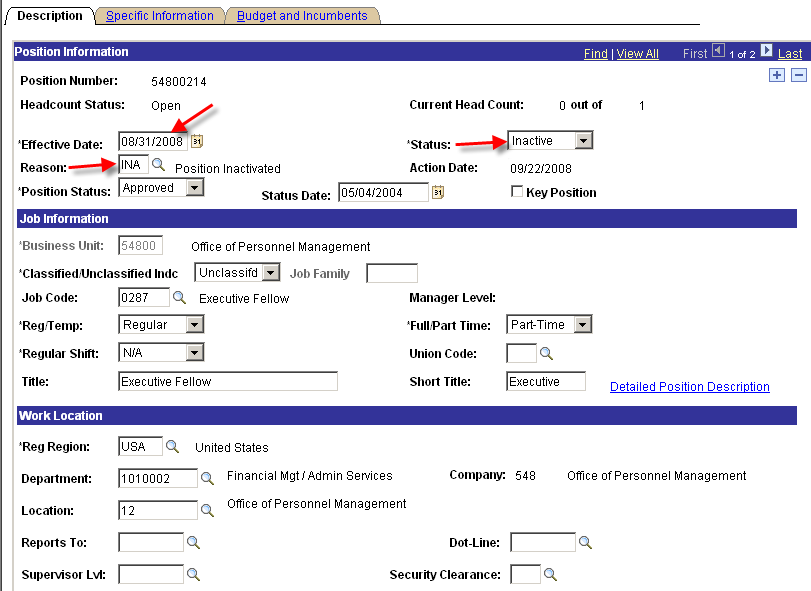 Description Specific Information Budget and Incumbents
Position Information Find | View All First 1 of 2 Last
Position Number: 54800214
Headcount Status: Open Current Head Count: 0 out of 1
*Effective Date: 08/31/2008 *Status: Inactive
Reason: INA Position Inactivated Action Date: 09/22/2008
*Position Status: Approved Status Date: 05/04/2004 Key Position
Job Information
*Business Unit: 54800 Office of Personnel Management
*Classified/Unclassified Indc Unclassifd Job Family
Job Code: 0287 Executive Fellow Manager Level:
*Reg/Temp: Regular *Full/Part Time: Part-Time
*Regular Shift: N/A Union Code:
Title: Executive Fellow Short Title: Executive Detailed Position Description
Work Location
*Reg Region: USA United States
Department: 1010002 Financial Mgt / Admin Services Company: 548 Office of Personnel Management
Location: 12 Office of Personnel Management
Reports To: Dot-Line:
Supervisor Lvl: Security Clearance: